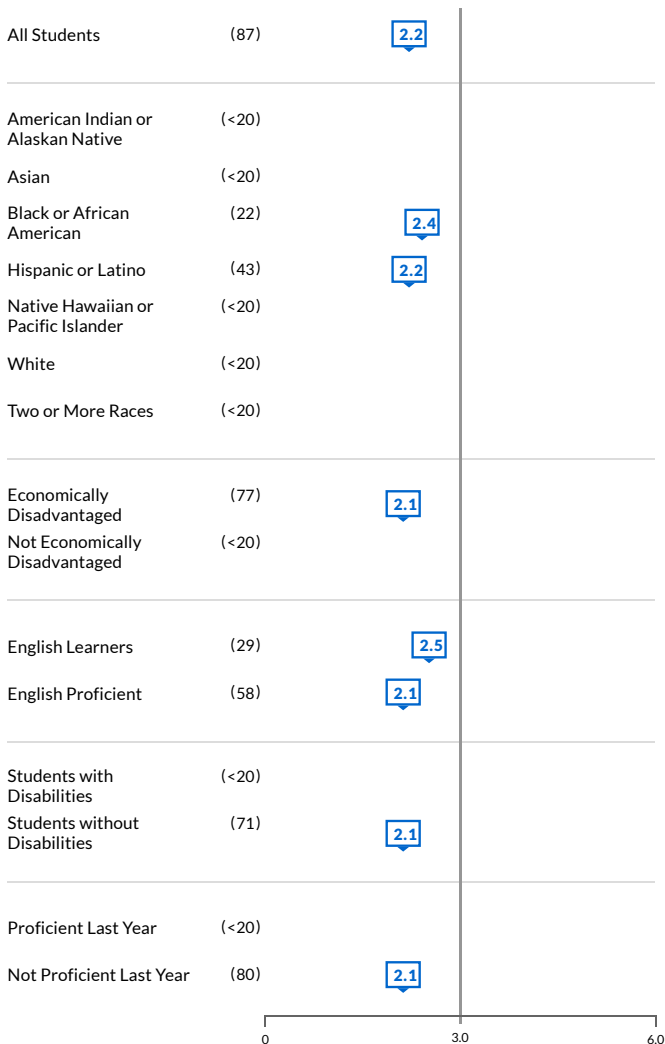 All Students (87) 2.2
American Indian or (<20)
Alaskan Native
Asian (<20)
Black or African (22) 2.4
American
Hispanic or Latino (43) 2.2
Native Hawaiian or (<20)
Pacific Islander
White (<20)
Two or More Races (<20)
Economically (77) 2.1
Disadvantaged
Not Economically (<20)
Disadvantaged
English Learners (29) 2.5
English Proficient (58) 2.1
Students with (<20)
Disabilities
Students without (71) 2.1
Disabilities
Proficient Last Year (<20)
Not Proficient Last Year (80) 2.1
0 3.0 6.0